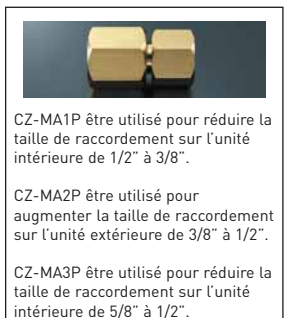 CZ-MA1P être utilisé pour réduire la
taille de raccordement sur l'unité
intérieure de 1/2" à 3/8".
CZ-MA2P être utilisé pour
augmenter la taille de raccordement
sur l'unité extérieure de 3/8" à 1/2".
CZ-MA3P être utilisé pour réduire la
taille de raccordement sur l'unité
intérieure de 5/8" à 1/2".